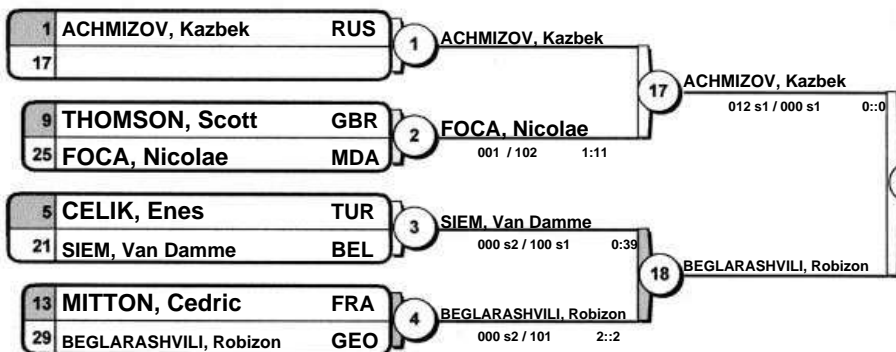 1 ACHMIZOV, Kazbek RUS
17
1 ACHMIZOV, Kazbek
9 THOMSON, Scott GBR
25 FOCA, Nicolae MDA
2 FOCA, Nicolae
001 / 102 1:11
17 ACHMIZOV, Kazbek
012 s1 / 000 s1 0::0
5 CELIK, Enes TUR
21 SIEM, Van Damme BEL
3 SIEM, Van Damme
000 s2 / 100 s1 0:39
13 MITTON, Cedric FRA
29 BEGLARASHVILI, Robizon GEO
4 BEGLARASHVILI, Robizon
000 s2 / 101 2::2
18 BEGLARASHVILI, Robizon